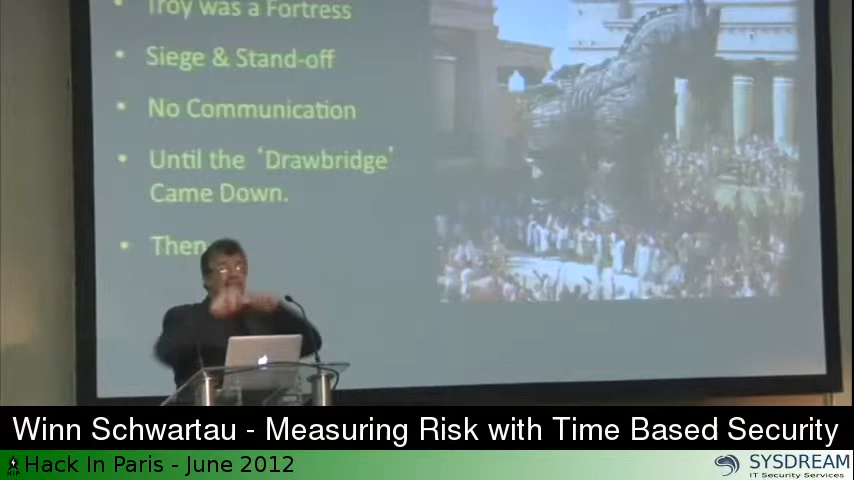 • Troy was a Fortress
• Siege & Stand-off
• No Communication
• Until the 'Drawbridge'
Came Down.
• Then
Winn Schwartau - Measuring Risk with Time Based Security
Hack In Paris - June 2012
SYSDREAM
IT Security Services